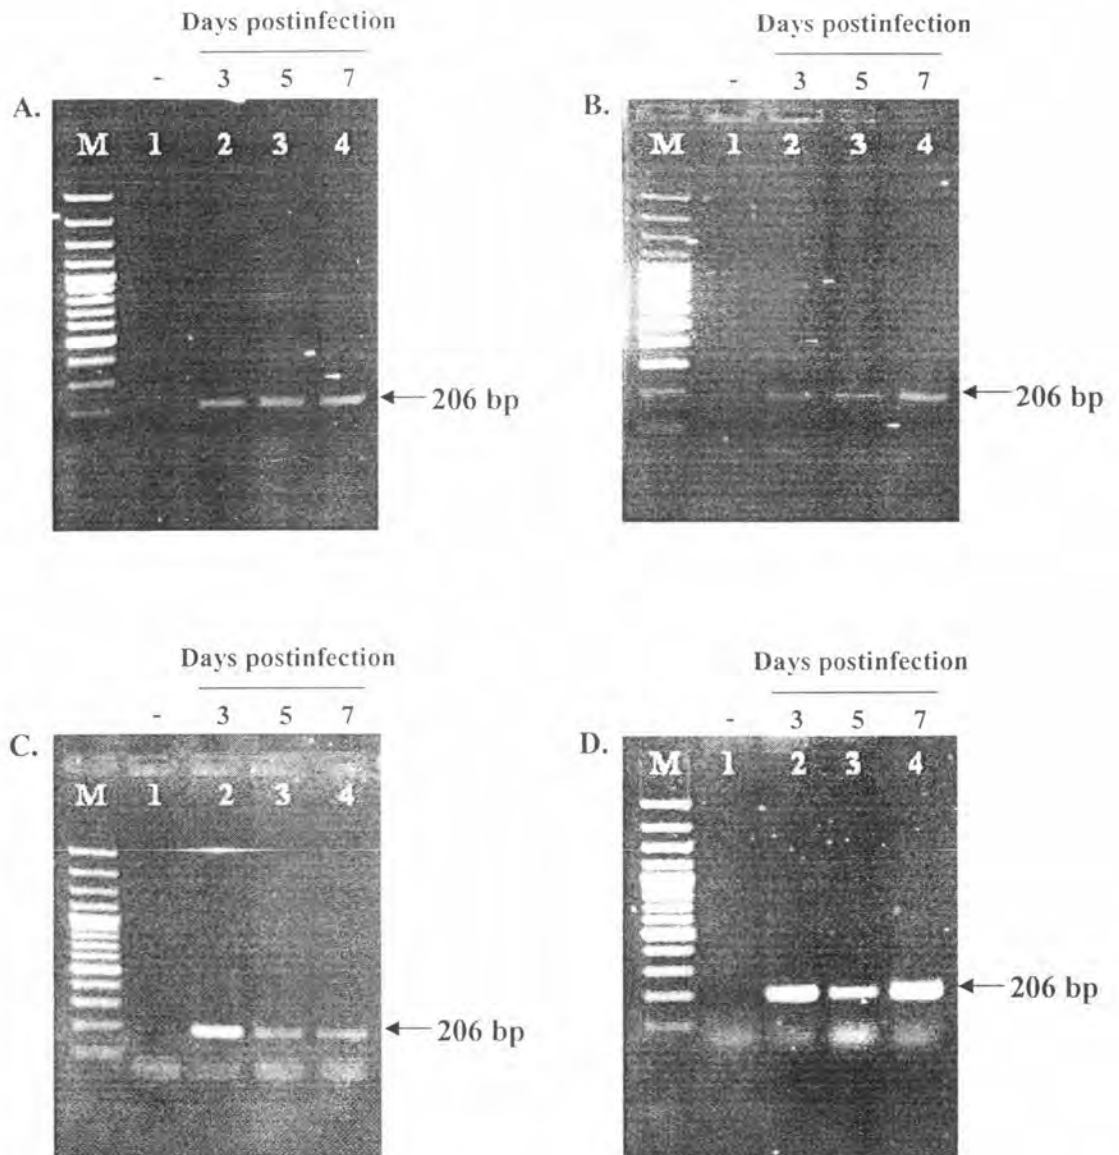 Days postinfection
- 3 5 7
A.
M 1 2 3 4
206 bp
Days postinfection
3 5 7
B.
M 1 2 3 4
206 bp
Days postinfection
- 3 5 7
C.
M 1 2 3 4
206 bp
Days postinfection
- 3 5 7
D.
M 1 2 3 4
206 bp